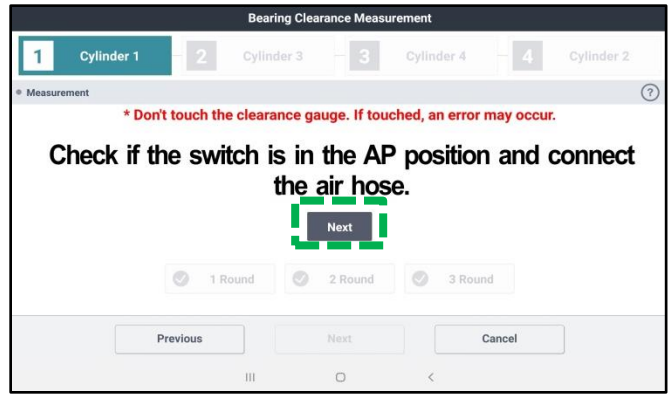 Bearing Clearance Measurement
1 Cylinder 1 2 Cylinder 3 3 Cylinder 4 4 Cylinder 2
Measurement ?
* Don't touch the clearance gauge. If touched, an error may occur.
Check if the switch is in the AP position and connect
the air hose.
Next
1 Round 2 Round 3 Round
Previous Next Cancel